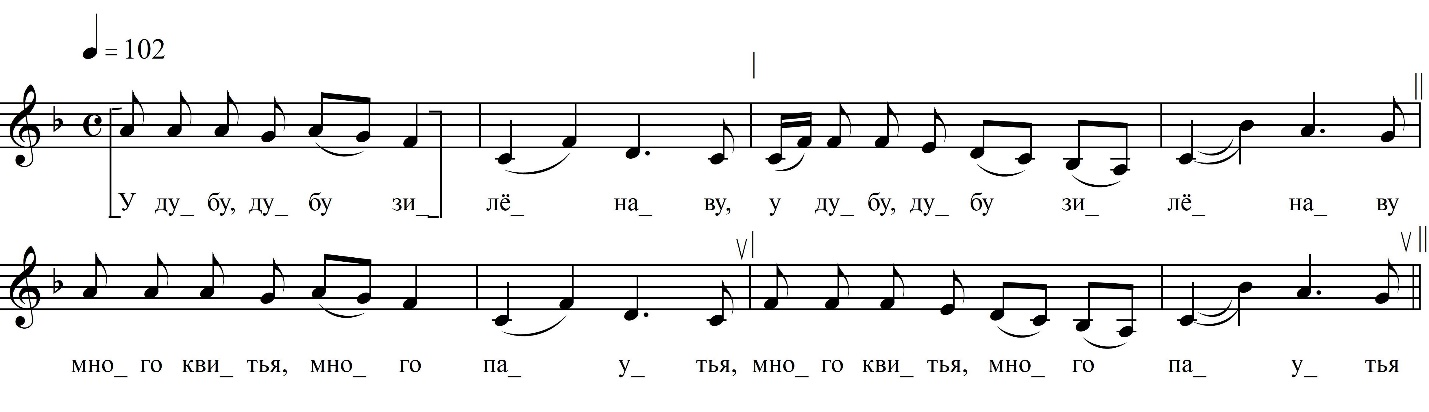 = 102
У ду_ бу, ду_ бу зи_ лё_ на_ ву, у ду_ бу, ду_ бу зи_ лё_ на_ ву
мно_ го кви_ тья, мно_ го па_ у_ тья, мно_ го кви_ тья, мно_ го па_ у_ тья